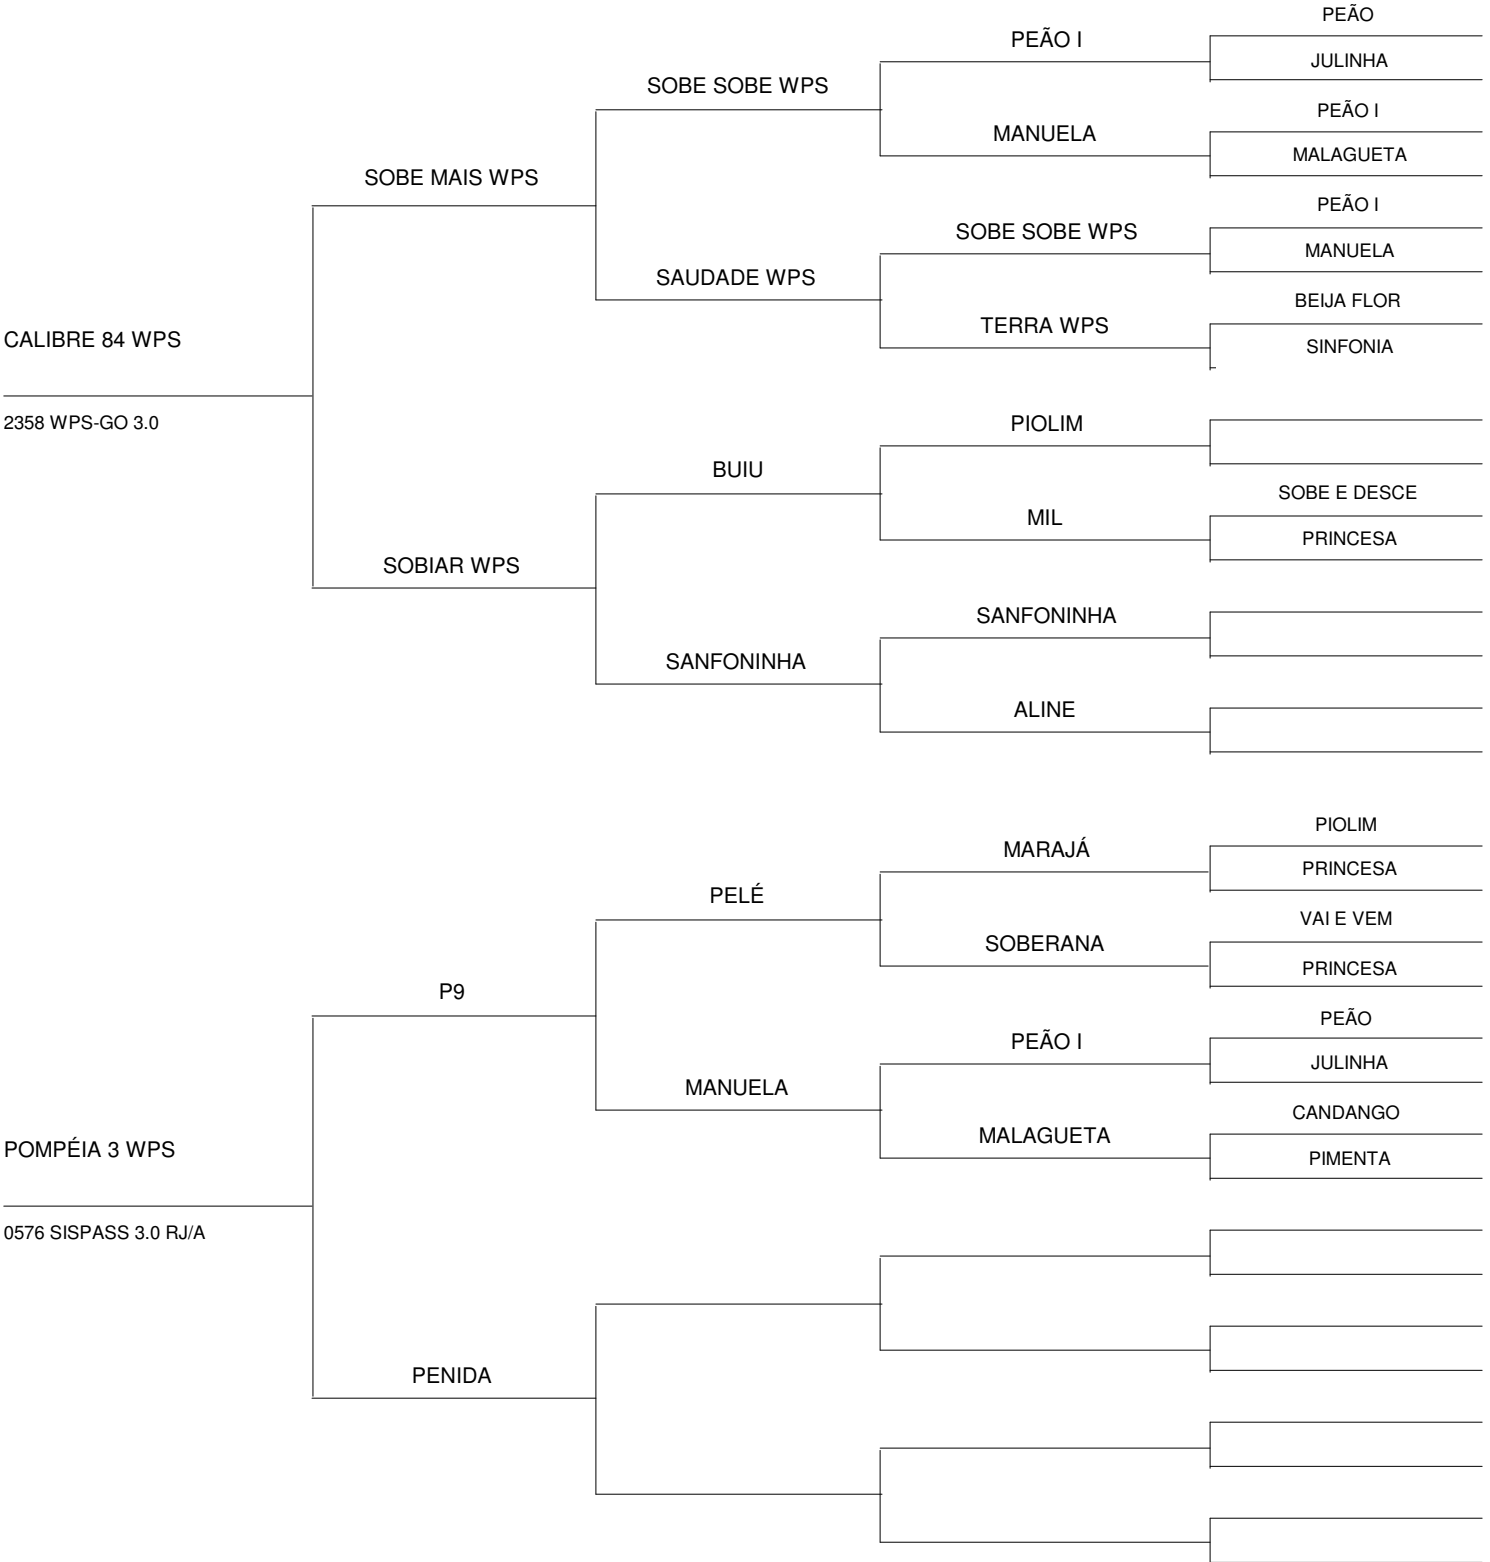 PEÃO
PEÃO I
JULINHA
SOBE SOBE WPS
PEÃO I
MANUELA
MALAGUETA
SOBE MAIS WPS
PEÃO I
SOBE SOBE WPS
MANUELA
SAUDADE WPS
BEIJA FLOR
TERRA WPS
CALIBRE 84 WPS
SINFONIA
2358 WPS-GO 3.0
PIOLIM
BUIU
SOBE E DESCE
MIL
PRINCESA
SOBIAR WPS
SANFONINHA
SANFONINHA
ALINE
PIOLIM
MARAJÁ
PRINCESA
PELÉ
VAI E VEM
SOBERANA
PRINCESA
P9
PEÃO
PEÃO I
JULINHA
MANUELA
CANDANGO
MALAGUETA
POMPÉIA 3 WPS
PIMENTA
0576 SISPASS 3.0 RJ/A
PENIDA